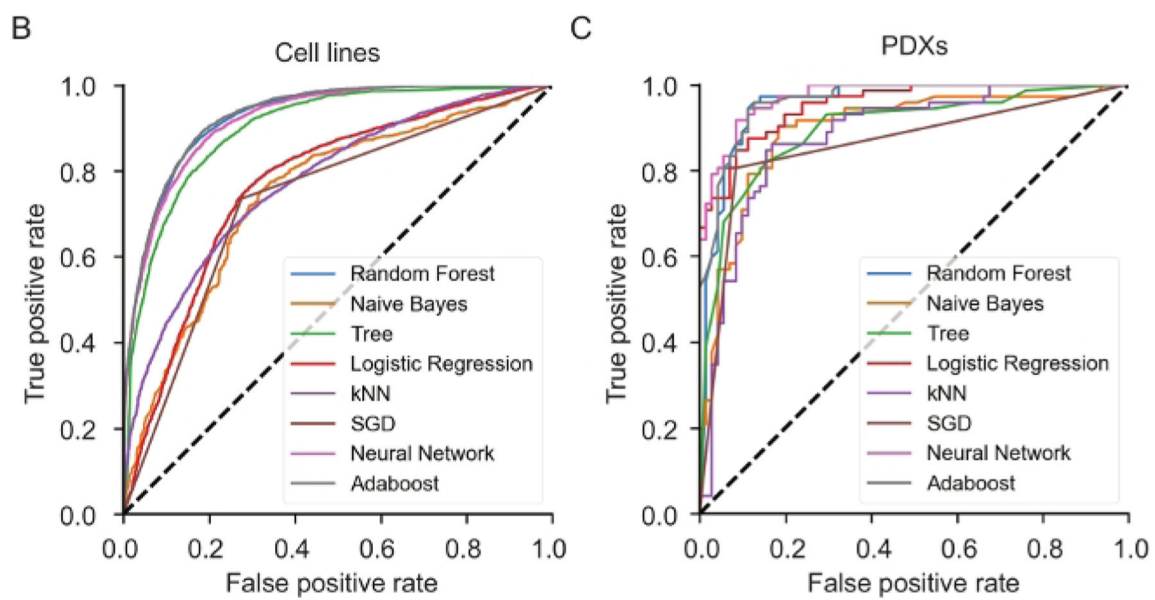 B
Cell lines
True positive rate
1.0
0.8
0.6
0.4
0.2
0.0
Random Forest
Naive Bayes
Tree
Logistic Regression
kNN
SGD
Neural Network
Adaboost
0.0 0.2 0.4 0.6 0.8 1.0
False positive rate
C
PDXs
True positive rate
1.0
0.8
0.6
0.4
0.2
0.0
Random Forest
Naive Bayes
Tree
Logistic Regression
kNN
SGD
Neural Network
Adaboost
0.0 0.2 0.4 0.6 0.8 1.0
False positive rate